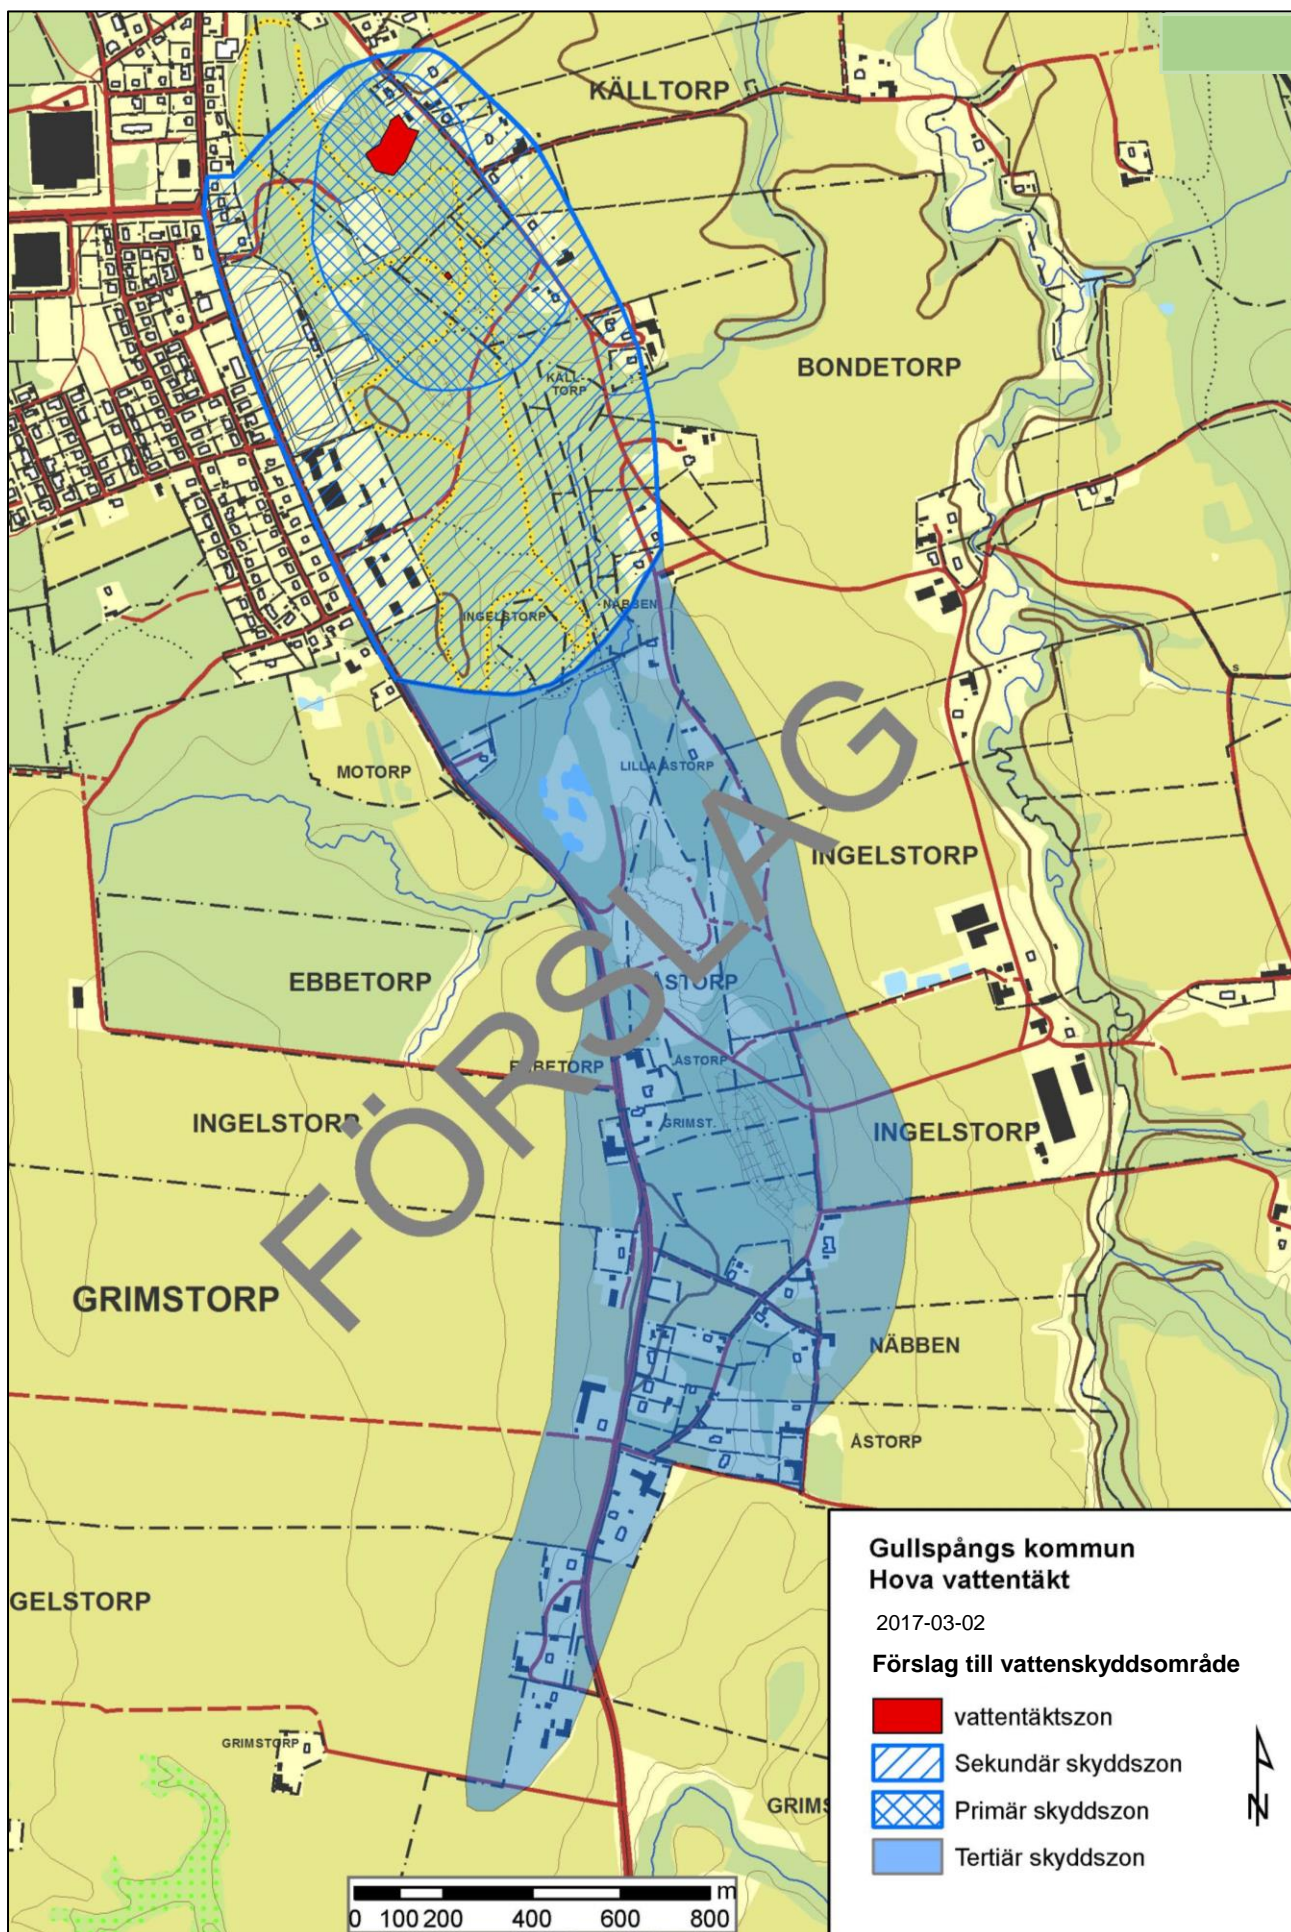 KÄLLTORP
BONDETORP
KÄLL-
TORP
INGELSTORP
NÄBBEN
MOTORP
LILLA ÅSTORP
INGELSTORP
EBBETORP
ÅSTORP
EBBETORP
ÅSTORP
INGELSTORP
GRIMST.
INGELSTORP
GRIMSTORP
NÄBBEN
ÅSTORP
GELSTORP
GRIMSTORP
GRIMS
S
FÖRSLAG
Gullspångs kommun
Hova vattentäkt
2017-03-02
Förslag till vattenskyddsområde
vattentäktszon
Sekundär skyddszon
Primär skyddszon
Tertiär skyddszon
N
m
0 100 200 400 600 800